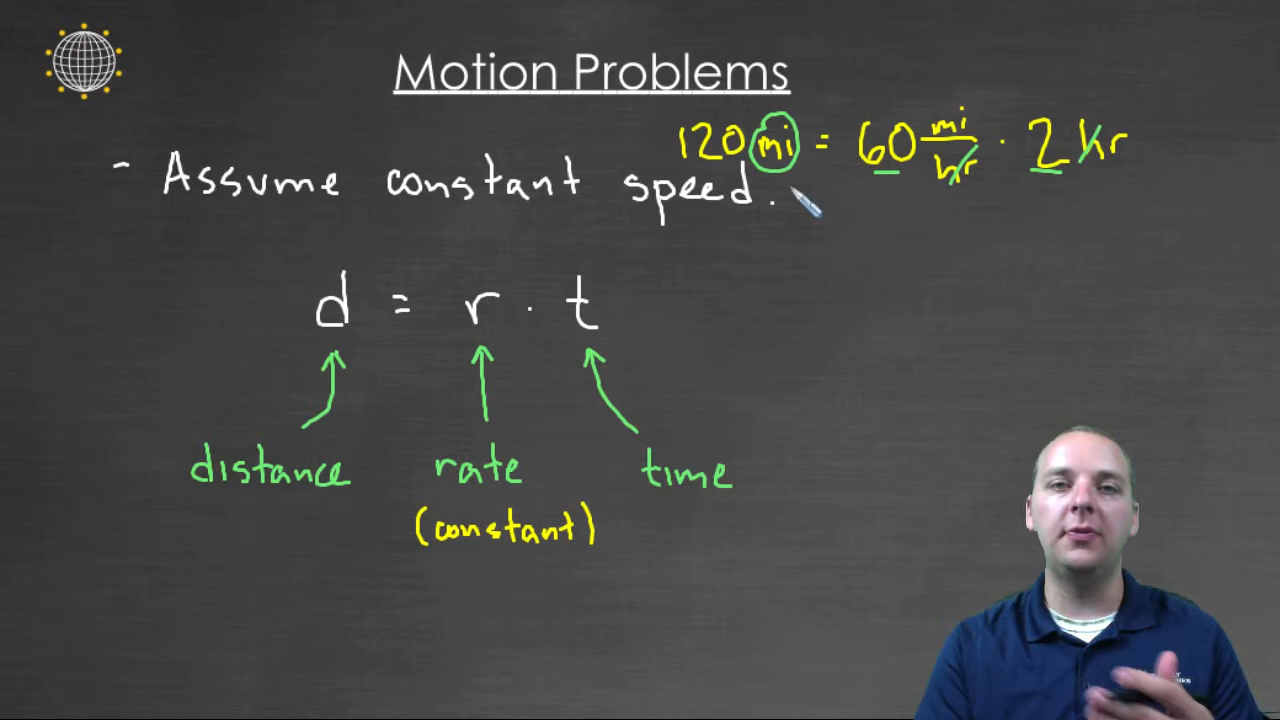 Motion Problems
120 mi = 60 mi/hr · 2 hr
- Assume constant speed.
d = r · t
distance rate time
(constant)